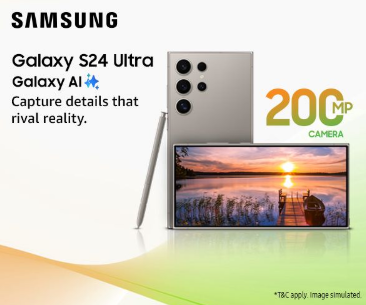 SAMSUNG
Galaxy S24 Ultra
Galaxy AI
Capture details that
rival reality.
200MP
CAMERA
*T&C apply. Image simulated.